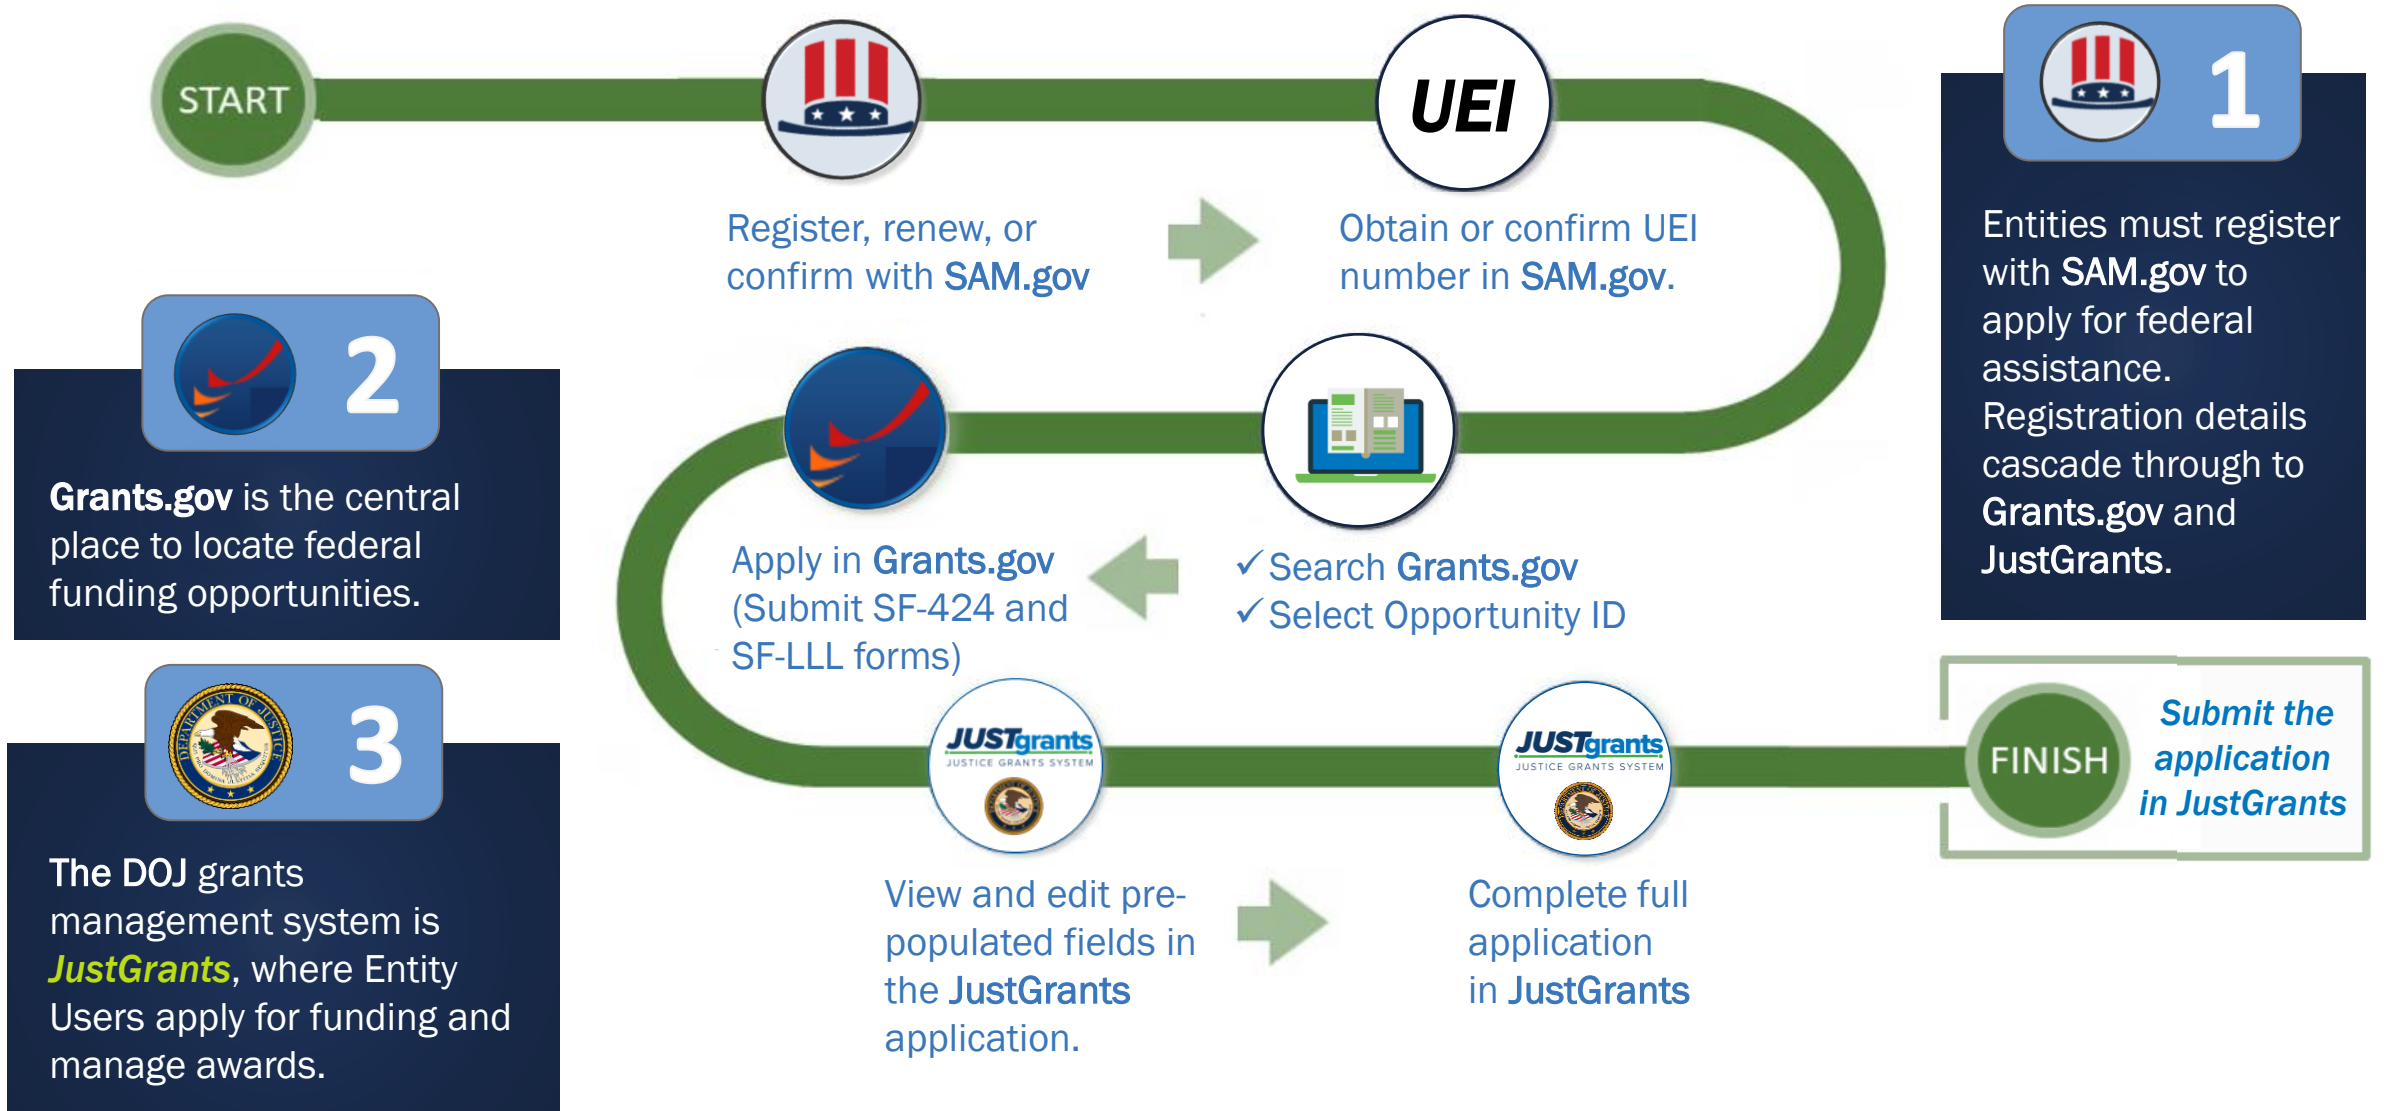 START
UEI
1
Register, renew, or
confirm with SAM.gov
Obtain or confirm UEI
number in SAM.gov.
Entities must register
with SAM.gov to
apply for federal
assistance.
Registration details
cascade through to
Grants.gov and
JustGrants.
2
Grants.gov is the central
place to locate federal
funding opportunities.
✓ Search Grants.gov
✓ Select Opportunity ID
Apply in Grants.gov
(Submit SF-424 and
SF-LLL forms)
DEPARTMENT OF JUSTICE
3
The DOJ grants
management system is
JustGrants, where Entity
Users apply for funding and
manage awards.
JUSTgrants
JUSTICE GRANTS SYSTEM
View and edit pre-
populated fields in
the JustGrants
application.
JUSTgrants
JUSTICE GRANTS SYSTEM
Complete full
application
in JustGrants
FINISH
Submit the
application
in JustGrants